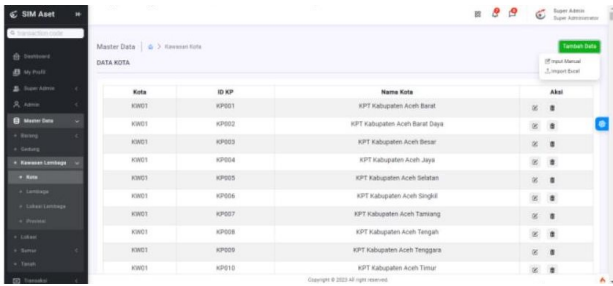 SIM Aset
Super Admin
Super Administrator
transaction code
Dashboard
My Profil
Super Admin
Admin
Master Data
Barang
Gedung
Kawasan Lembaga
Kota
Lembaga
Lokasi Lembaga
Provinsi
Lokasi
Tanah
Transaksi
Master Data > Kawasan Kota
Tambah Data
Input Manual
Import Excel
DATA KOTA
Kota ID KP Nama Kota Aksi
KW01 KP001 KPT Kabupaten Aceh Barat
KW01 KP002 KPT Kabupaten Aceh Barat Daya
KW01 KP003 KPT Kabupaten Aceh Besar
KW01 KP004 KPT Kabupaten Aceh Jaya
KW01 KP005 KPT Kabupaten Aceh Selatan
KW01 KP006 KPT Kabupaten Aceh Singkil
KW01 KP007 KPT Kabupaten Aceh Tamiang
KW01 KP008 KPT Kabupaten Aceh Tengah
KW01 KP009 KPT Kabupaten Aceh Tenggara
KW01 KP010 KPT Kabupaten Aceh Timur
Copyright © 2023 All right reserved